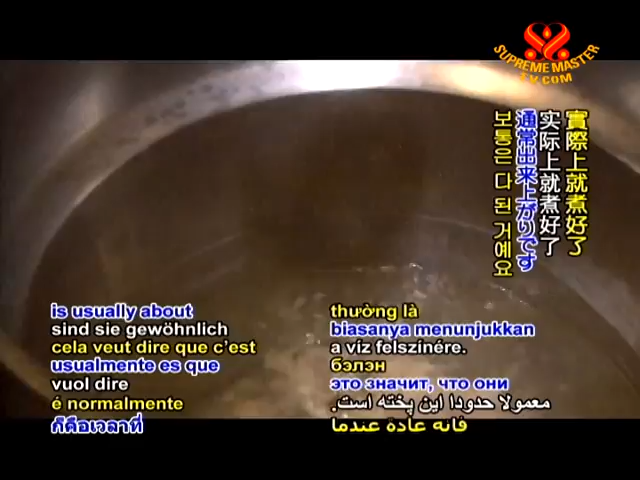 SUPREME MASTER
TV.COM
實際上就煮好了
实际上就煮好了
通常出来上がりです
보통은 다 된 거예요
is usually about
sind sie gewöhnlich
cela veut dire que c'est
usualmente es que
vuol dire
é normalmente
ก็คือเวลาที่
thường là
biasanya menunjukkan
a víz felszínére.
бэлэн
это значит, что они
معمولا حدودا این پخته است.
فانه عادة عندما